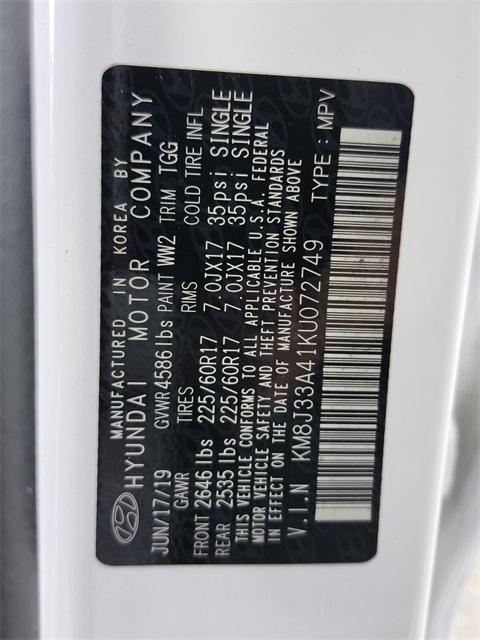 MANUFACTURED IN KOREA BY
HYUNDAI MOTOR COMPANY
JUN/17/19 GVWR 4586 lbs PAINT WW2 TRIM TGG
GAWR TIRES RIMS COLD TIRE INFL
FRONT 2646 lbs 225/60R17 7.0JX17 35psi SINGLE
REAR 2535 lbs 225/60R17 7.0JX17 35psi SINGLE
THIS VEHICLE CONFORMS TO ALL APPLICABLE U.S.A. FEDERAL
MOTOR VEHICLE SAFETY AND THEFT PREVENTION STANDARDS
IN EFFECT ON THE DATE OF MANUFACTURE SHOWN ABOVE
V.I.N KM8J33A41KU072749 TYPE: MPV